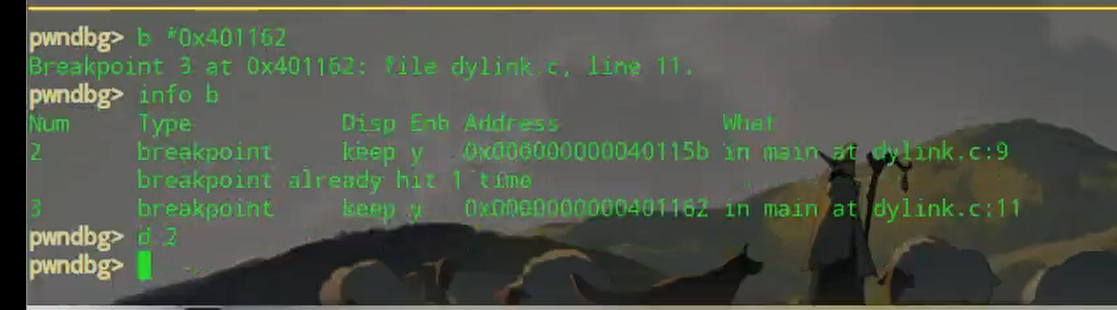 pwndbg> b *0x401162
Breakpoint 3 at 0x401162: file dylink.c, line 11.
pwndbg> info b
Num Type Disp Enb Address What
2 breakpoint keep y 0x000000000040115b in main at dylink.c:9
breakpoint already hit 1 time
3 breakpoint keep y 0x0000000000401162 in main at dylink.c:11
pwndbg> d 2
pwndbg>